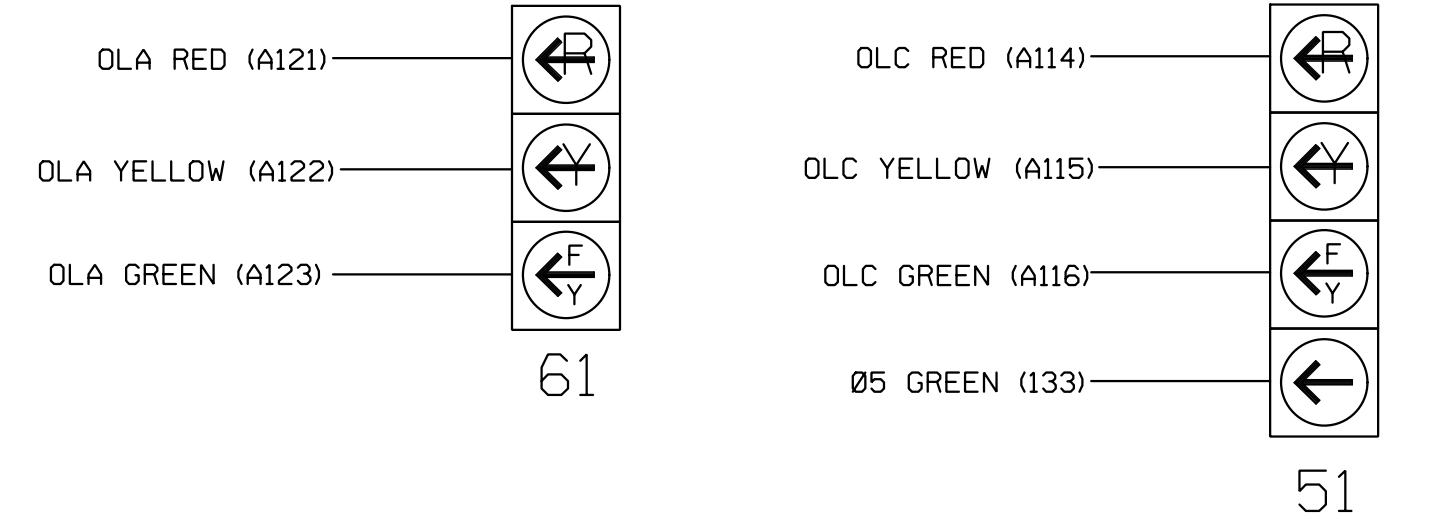 OLA RED (A121)
R
OLA YELLOW (A122)
Y
OLA GREEN (A123)
F
Y
61
OLC RED (A114)
R
OLC YELLOW (A115)
Y
OLC GREEN (A116)
F
Y
Ø5 GREEN (133)
51